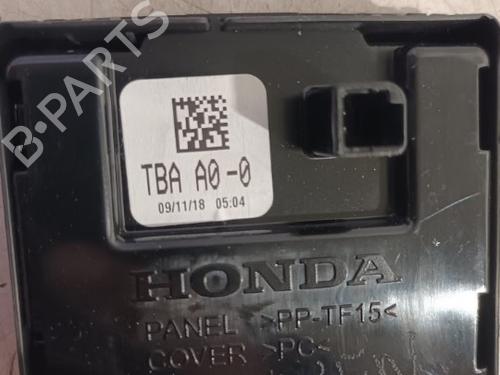 B-PARTS
TBA A0-0
09/11/18 05:04
HONDA
PANEL >PP-TF15<
COVER >PC<